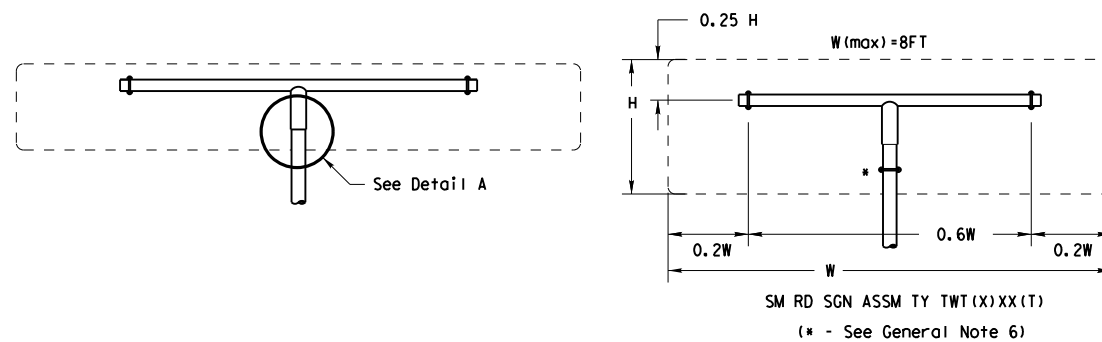 See Detail A
0.25 H
W(max)=8FT
H
*
0.2W
0.6W
0.2W
W
SM RD SGN ASSM TY TWT(X)XX(T)
(* - See General Note 6)